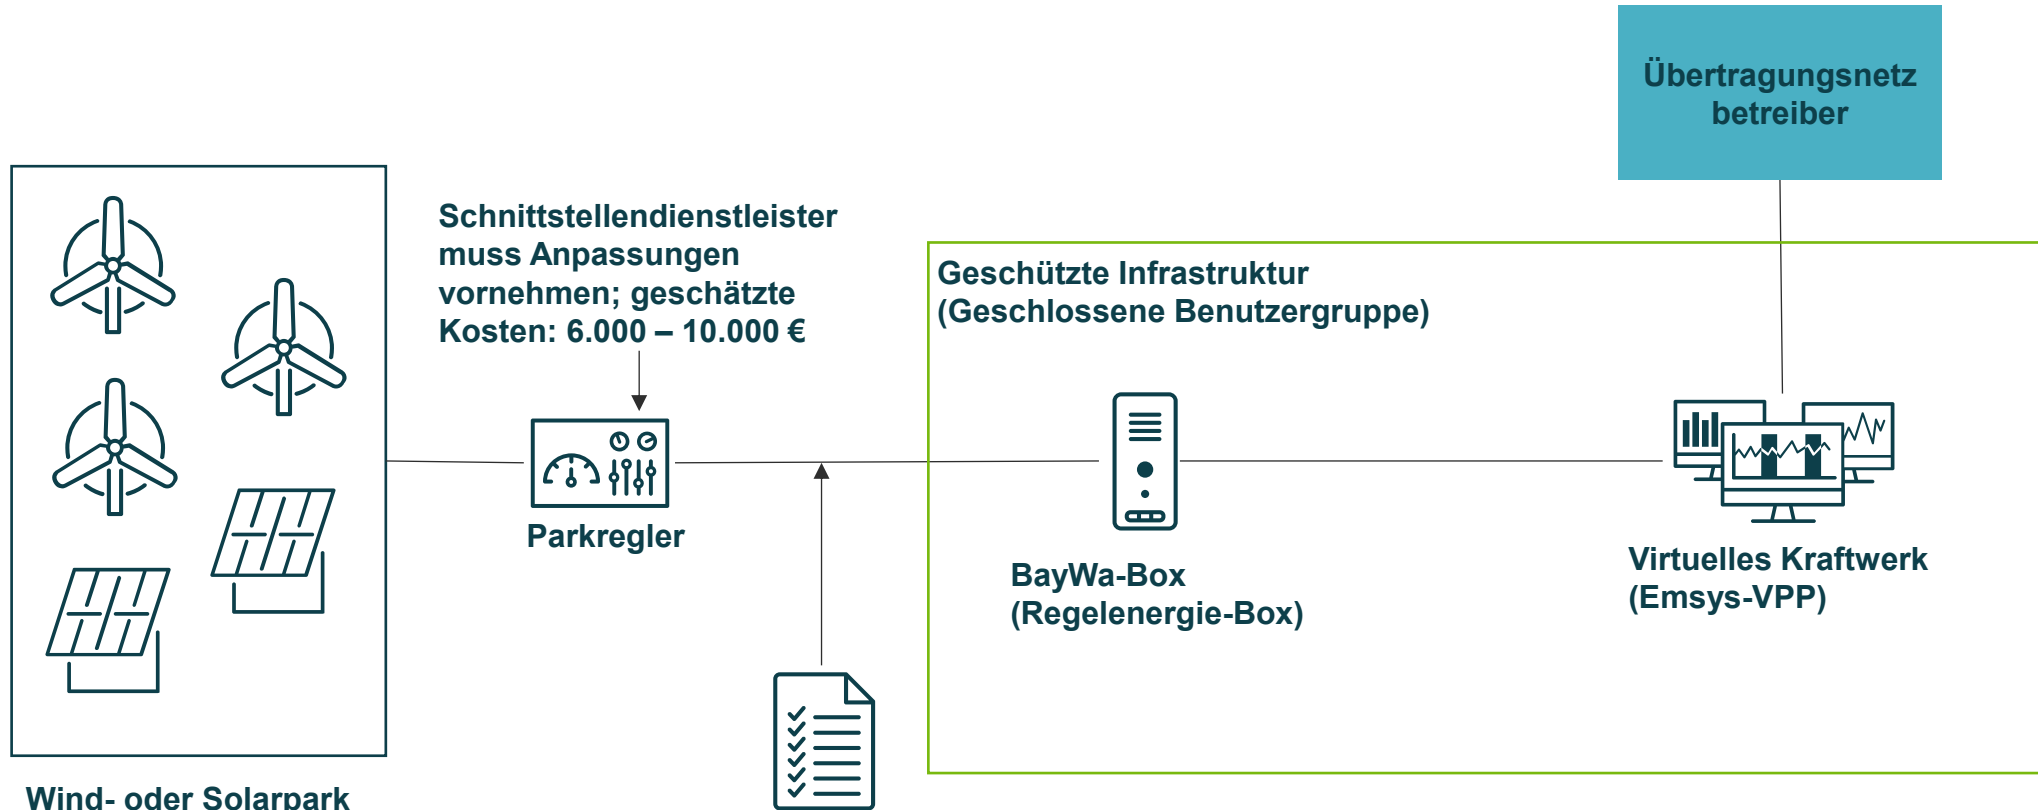 Übertragungsnetz
betreiber
Schnittstellendienstleister
muss Anpassungen
vornehmen; geschätzte
Kosten: 6.000 – 10.000 €
Geschützte Infrastruktur
(Geschlossene Benutzergruppe)
Parkregler
BayWa-Box
(Regelenergie-Box)
Virtuelles Kraftwerk
(Emsys-VPP)
Wind- oder Solarpark